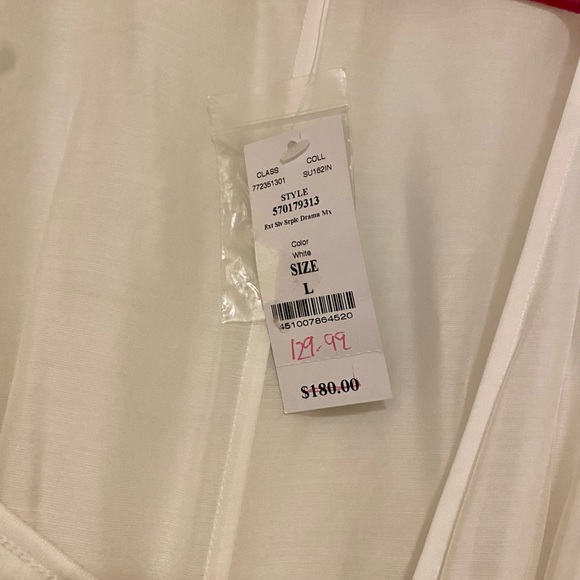 CLASS COLL
772351301 SU162IN
STYLE
570179313
Ext Slv Srplc Drama Mx
Color
White
SIZE
L
451007864520
129.99
$180.00